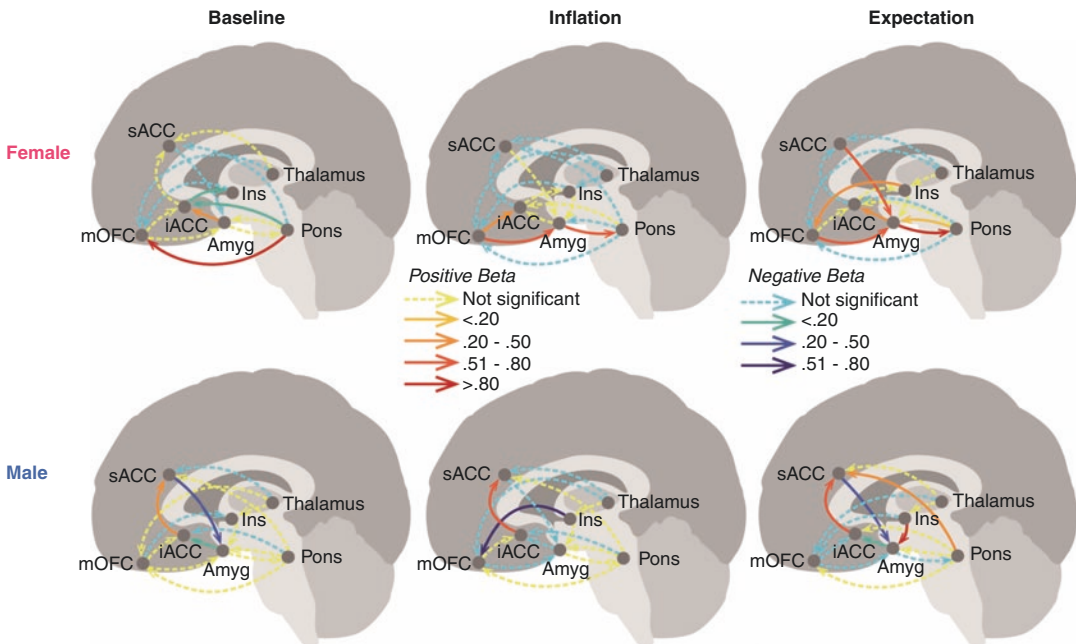 Baseline
Inflation
Expectation
Female
sACC
Thalamus
Ins
iACC
mOFC
Amyg
Pons
sACC
Thalamus
Ins
iACC
mOFC
Amyg
Pons
sACC
Thalamus
Ins
iACC
mOFC
Amyg
Pons
Positive Beta
Not significant
<.20
.20 - .50
.51 - .80
>.80
Negative Beta
Not significant
<.20
.20 - .50
.51 - .80
Male
sACC
Thalamus
Ins
iACC
mOFC
Amyg
Pons
sACC
Thalamus
Ins
iACC
mOFC
Amyg
Pons
sACC
Thalamus
Ins
iACC
mOFC
Amyg
Pons